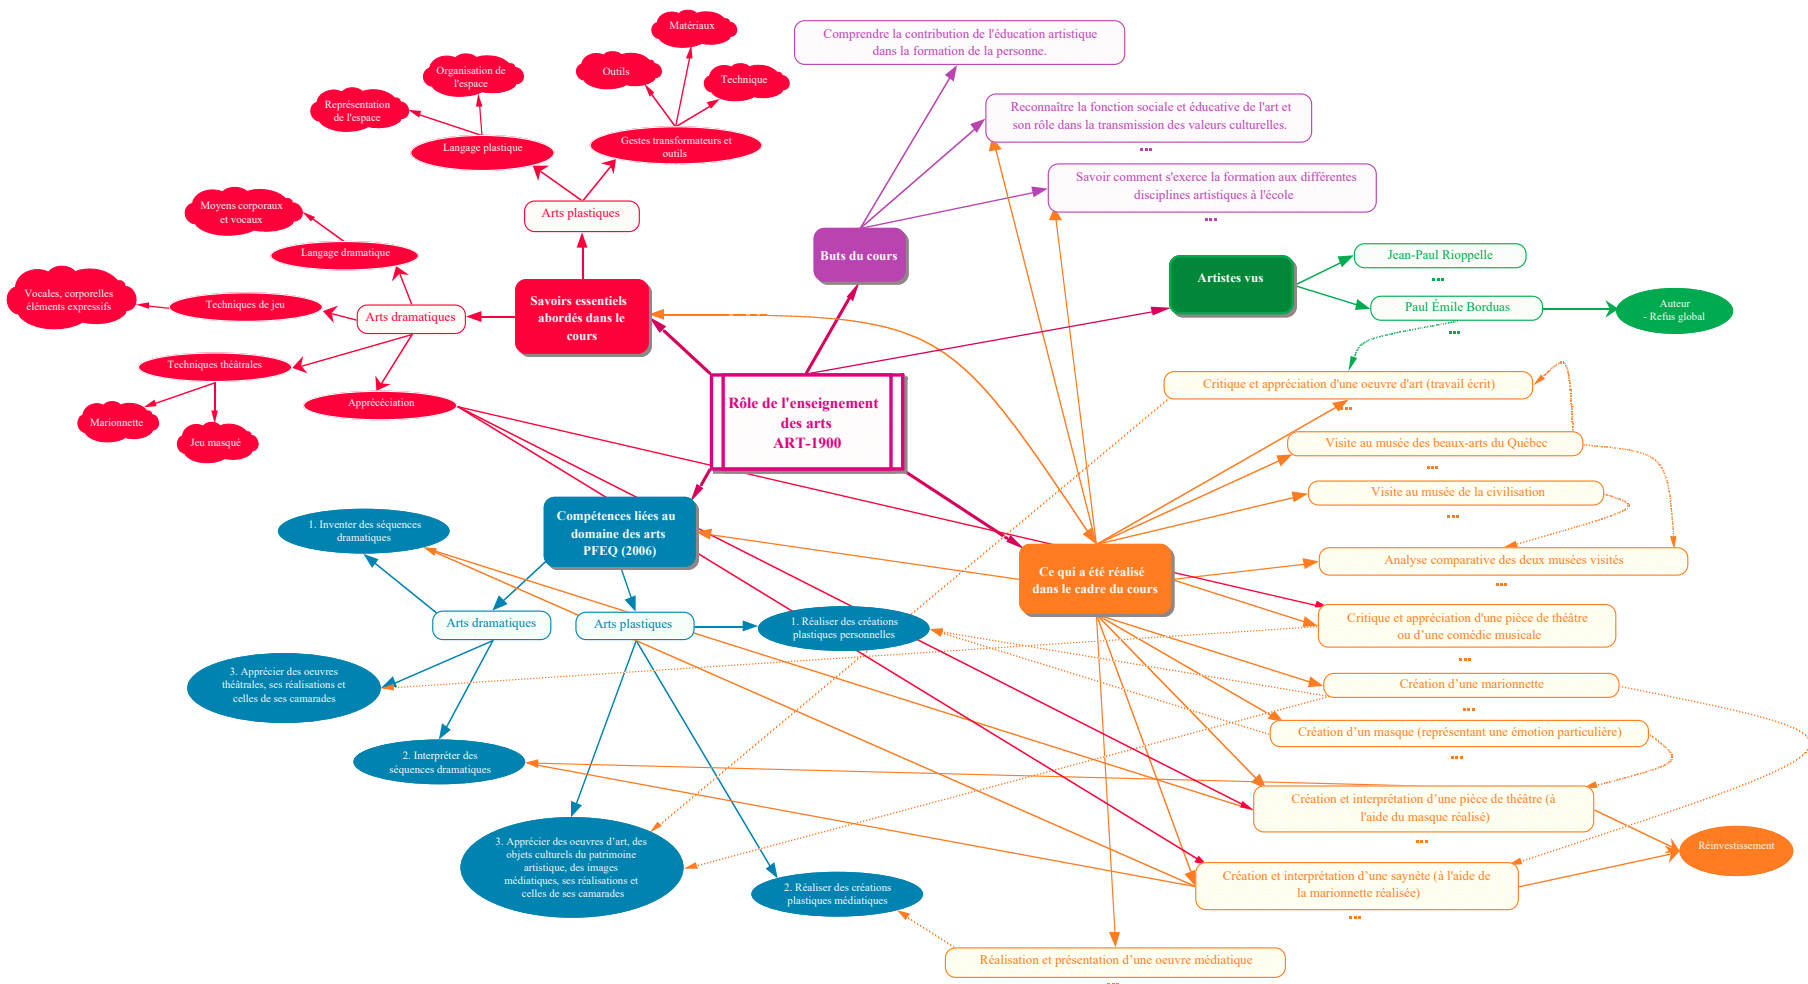 Matériaux
Outils
Technique
Organisation de
l'espace
Représentation
de l'espace
Langage plastique
Gestes transformateurs et
outils
Arts plastiques
Moyens corporaux
et vocaux
Langage dramatique
Vocales, corporelles
éléments expressifs
Techniques de jeu
Arts dramatiques
Savoirs essentiels
abordés dans le
cours
Techniques théâtrales
Marionnette
Jeu masqué
Apprécéciation
Comprendre la contribution de l'éducation artistique
dans la formation de la personne.
Reconnaître la fonction sociale et éducative de l'art et
son rôle dans la transmission des valeurs culturelles.
Savoir comment s'exerce la formation aux différentes
disciplines artistiques à l'école
Buts du cours
Artistes vus
Jean-Paul Rioppelle
Paul Émile Borduas
Auteur
- Refus global
Rôle de l'enseignement
des arts
ART-1900
Critique et appréciation d'une oeuvre d'art (travail écrit)
Visite au musée des beaux-arts du Québec
Visite au musée de la civilisation
Analyse comparative des deux musées visités
Critique et appréciation d'une pièce de théâtre
ou d’une comédie musicale
Création d’une marionnette
Création d’un masque (représentant une émotion particulière)
Création et interprétation d’une pièce de théâtre (à
l'aide du masque réalisé)
Création et interprétation d’une saynète (à l'aide de
la marionnette réalisée)
Réinvestissement
Réalisation et présentation d’une oeuvre médiatique
Ce qui a été réalisé
dans le cadre du cours
Compétences liées au
domaine des arts
PFEQ (2006)
1. Inventer des séquences
dramatiques
Arts dramatiques
Arts plastiques
1. Réaliser des créations
plastiques personnelles
3. Apprécier des oeuvres
théâtrales, ses réalisations et
celles de ses camarades
2. Interpréter des
séquences dramatiques
3. Apprécier des oeuvres d’art, des
objets culturels du patrimoine
artistique, des images
médiatiques, ses réalisations et
celles de ses camarades
2. Réaliser des créations
plastiques médiatiques